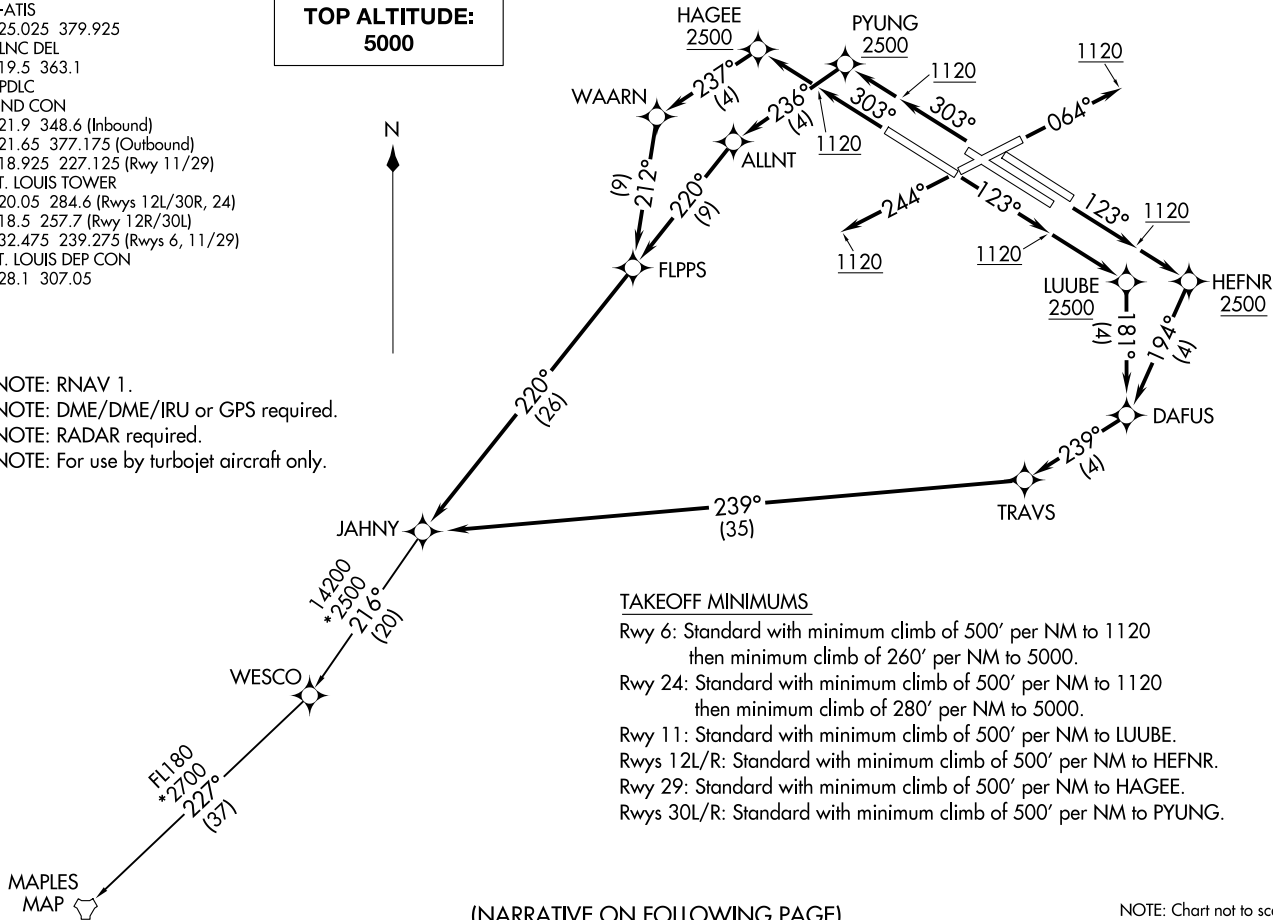 -ATIS
25.025 379.925
LNC DEL
19.5 363.1
PDLC
ND CON
21.9 348.6 (Inbound)
21.65 377.175 (Outbound)
18.925 227.125 (Rwy 11/29)
T. LOUIS TOWER
20.05 284.6 (Rwys 12L/30R, 24)
18.5 257.7 (Rwy 12R/30L)
32.475 239.275 (Rwys 6, 11/29)
T. LOUIS DEP CON
28.1 307.05
TOP ALTITUDE:
5000
N
NOTE: RNAV 1.
NOTE: DME/DME/IRU or GPS required.
NOTE: RADAR required.
NOTE: For use by turbojet aircraft only.
HAGEE
2500
PYUNG
2500
1120
1120
237°
(4)
303°
303°
236°
(4)
064°
WAARN
1120
ALLNT
212°
(9)
220°
(9)
244°
123°
123°
1120
1120
1120
FLPPS
LUUBE
2500
HEFNR
2500
181°
(4)
194°
(4)
220°
(26)
DAFUS
239°
(4)
TRAVS
239°
(35)
JAHNY
14200
*2500
216°
(20)
WESCO
FL180
*2700
227°
(37)
MAPLES
MAP
TAKEOFF MINIMUMS
Rwy 6: Standard with minimum climb of 500' per NM to 1120
then minimum climb of 260' per NM to 5000.
Rwy 24: Standard with minimum climb of 500' per NM to 1120
then minimum climb of 280' per NM to 5000.
Rwy 11: Standard with minimum climb of 500' per NM to LUUBE.
Rwys 12L/R: Standard with minimum climb of 500' per NM to HEFNR.
Rwy 29: Standard with minimum climb of 500' per NM to HAGEE.
Rwys 30L/R: Standard with minimum climb of 500' per NM to PYUNG.
(NARRATIVE ON FOLLOWING PAGE)
NOTE: Chart not to sc